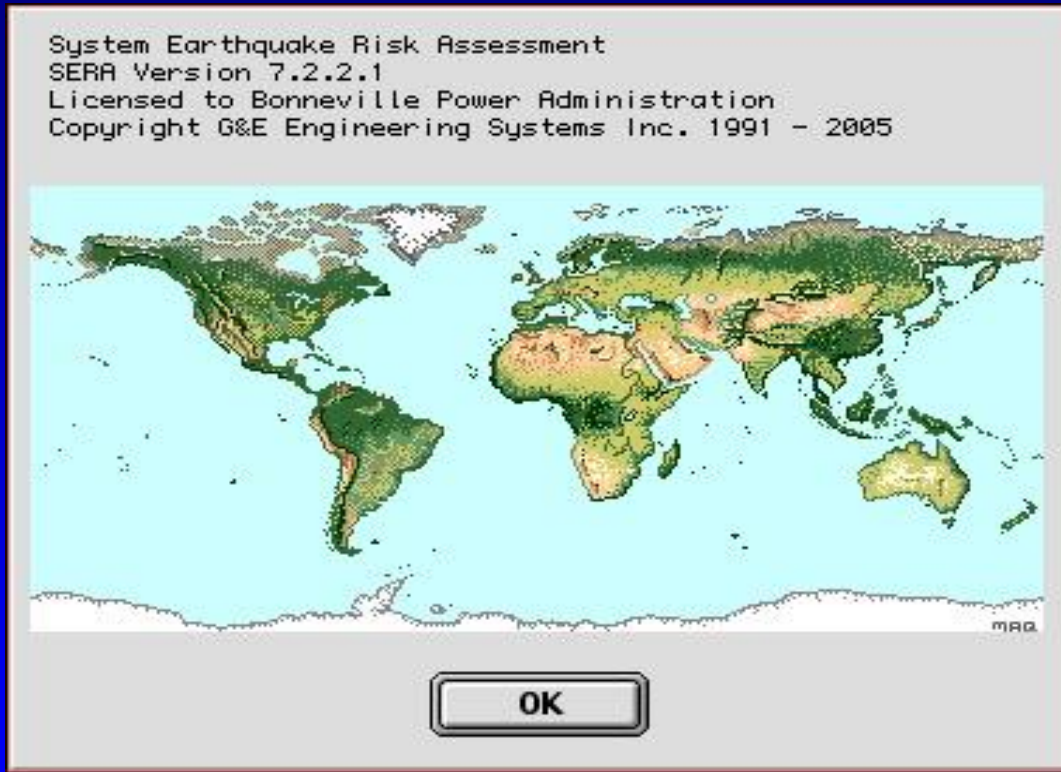 System Earthquake Risk Assessment
SERA Version 7.2.2.1
Licensed to Bonneville Power Administration
Copyright G&E Engineering Systems Inc. 1991 - 2005
MAQ
OK